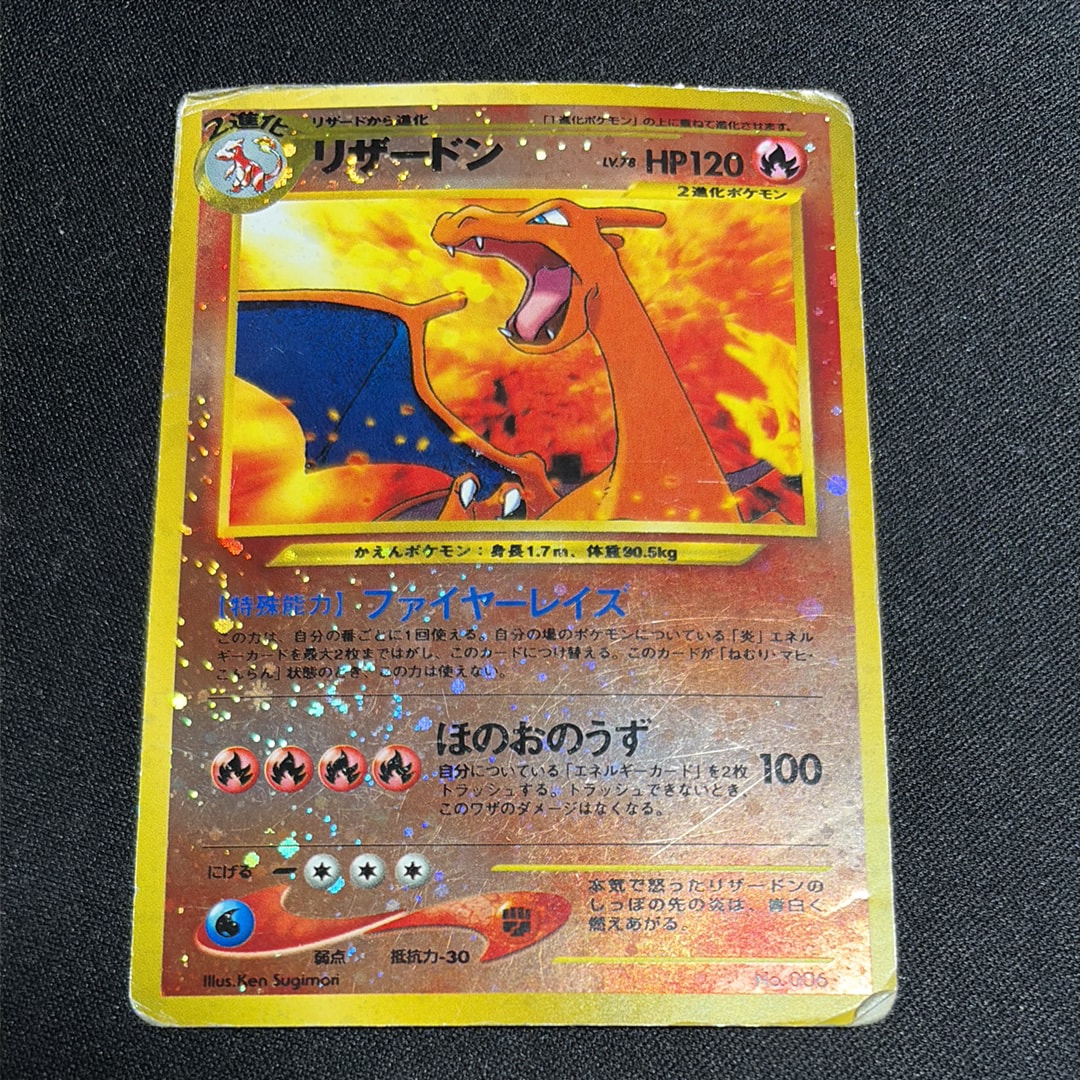 2進化
リザードから進化
「1進化ポケモン」の上に重ねて進化させます。
リザードン
LV.78 HP120
2進化ポケモン
かえんポケモン：身長1.7m、体重90.5kg
【特殊能力】ファイヤーレイズ
この力は、自分の番ごとに1回使える。自分の場のポケモンについている「炎」エネル
ギーカードを最大2枚まではがし、このカードにつけ替える。このカードが「ねむり・マヒ・
こんらん」状態のとき、この力は使えない。
ほのおのうず
100
自分についている「エネルギーカード」を2枚
トラッシュする。トラッシュできないとき、
このワザのダメージはなくなる。
にげる
本気で怒ったリザードンの
しっぽの先の炎は、青白く
燃えあがる。
弱点 抵抗力-30
Illus.Ken Sugimori
No.006